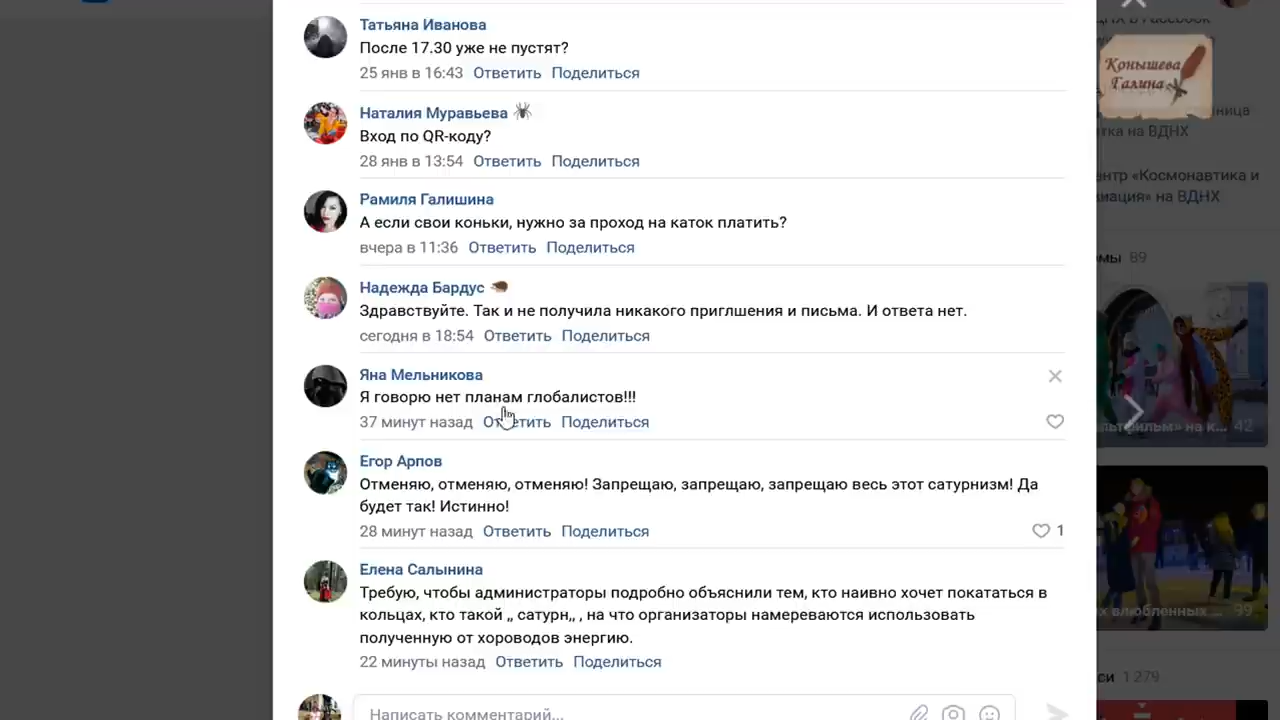 Татьяна Иванова
После 17.30 уже не пустят?
25 янв в 16:43 Ответить Поделиться
Наталия Муравьева
Вход по QR-коду?
28 янв в 13:54 Ответить Поделиться
Рамиля Галишина
А если свои коньки, нужно за проход на каток платить?
вчера в 11:36 Ответить Поделиться
Надежда Бардус
Здравствуйте. Так и не получила никакого приглшения и письма. И ответа нет.
сегодня в 18:54 Ответить Поделиться
Яна Мельникова
Я говорю нет планам глобалистов!!!
37 минут назад Ответить Поделиться
Егор Арпов
Отменяю, отменяю, отменяю! Запрещаю, запрещаю, запрещаю весь этот сатурнизм! Да
будет так! Истинно!
28 минут назад Ответить Поделиться 1
Елена Салынина
Требую, чтобы администраторы подробно объяснили тем, кто наивно хочет покататься в
кольцах, кто такой ,, сатурн,, , на что организаторы намереваются использовать
полученную от хороводов энергию.
22 минуты назад Ответить Поделиться
Написать комментарий...
ДНХ в Facebook
Конышева
Галина
ница
тка на ВДНХ
ентр «Космонавтика и
иация» на ВДНХ
омы 89
льтфильм» на к... 42
х влюбленных ... 99
си 1 279